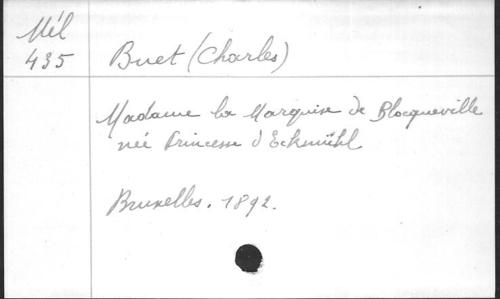 Mél
435
Buet (Charles)
Madame la Marquise de Blocqueville
née Princesse d'Eckmühl
Bruxelles. 1892.